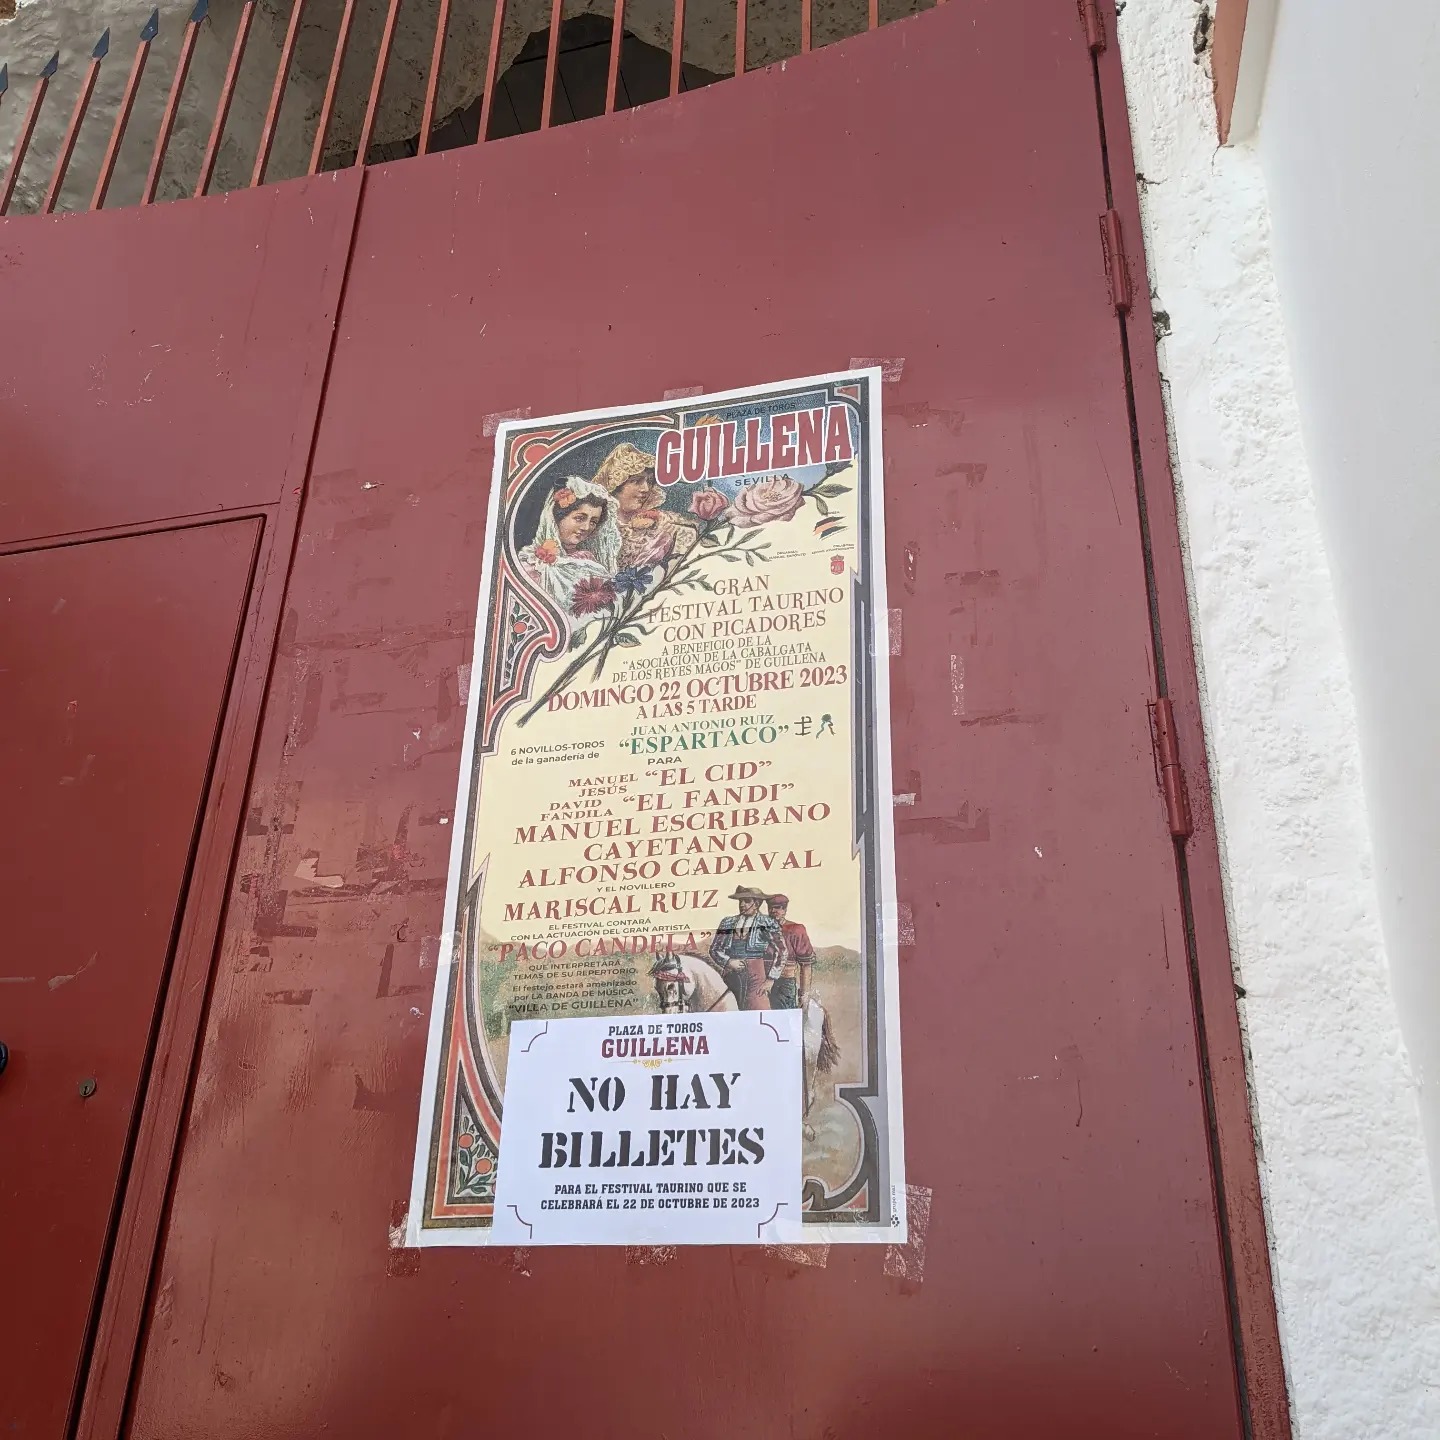 PLAZA DE TOROS
GUILLENA
SEVILLA
GRAN
FESTIVAL TAURINO
CON PICADORES
A BENEFICIO DE LA
"ASOCIACIÓN DE LA CABALGATA
DE LOS REYES MAGOS" DE GUILLENA
DOMINGO 22 OCTUBRE 2023
A LAS 5 TARDE
6 NOVILLOS-TOROS
de la ganadería de
JUAN ANTONIO RUIZ
"ESPARTACO"
PARA
MANUEL JESÚS "EL CID"
DAVID FANDILA "EL FANDI"
MANUEL ESCRIBANO
CAYETANO
ALFONSO CADAVAL
Y EL NOVILLERO
MARISCAL RUIZ
EL FESTIVAL CONTARÁ
CON LA ACTUACIÓN DEL GRAN ARTISTA
"PACO CANDELA"
QUE INTERPRETARÁ
TEMAS DE SU REPERTORIO.
El festejo estará amenizado
por LA BANDA DE MÚSICA
"VILLA DE GUILLENA"
PLAZA DE TOROS
GUILLENA
NO HAY
BILLETES
PARA EL FESTIVAL TAURINO QUE SE
CELEBRARÁ EL 22 DE OCTUBRE DE 2023